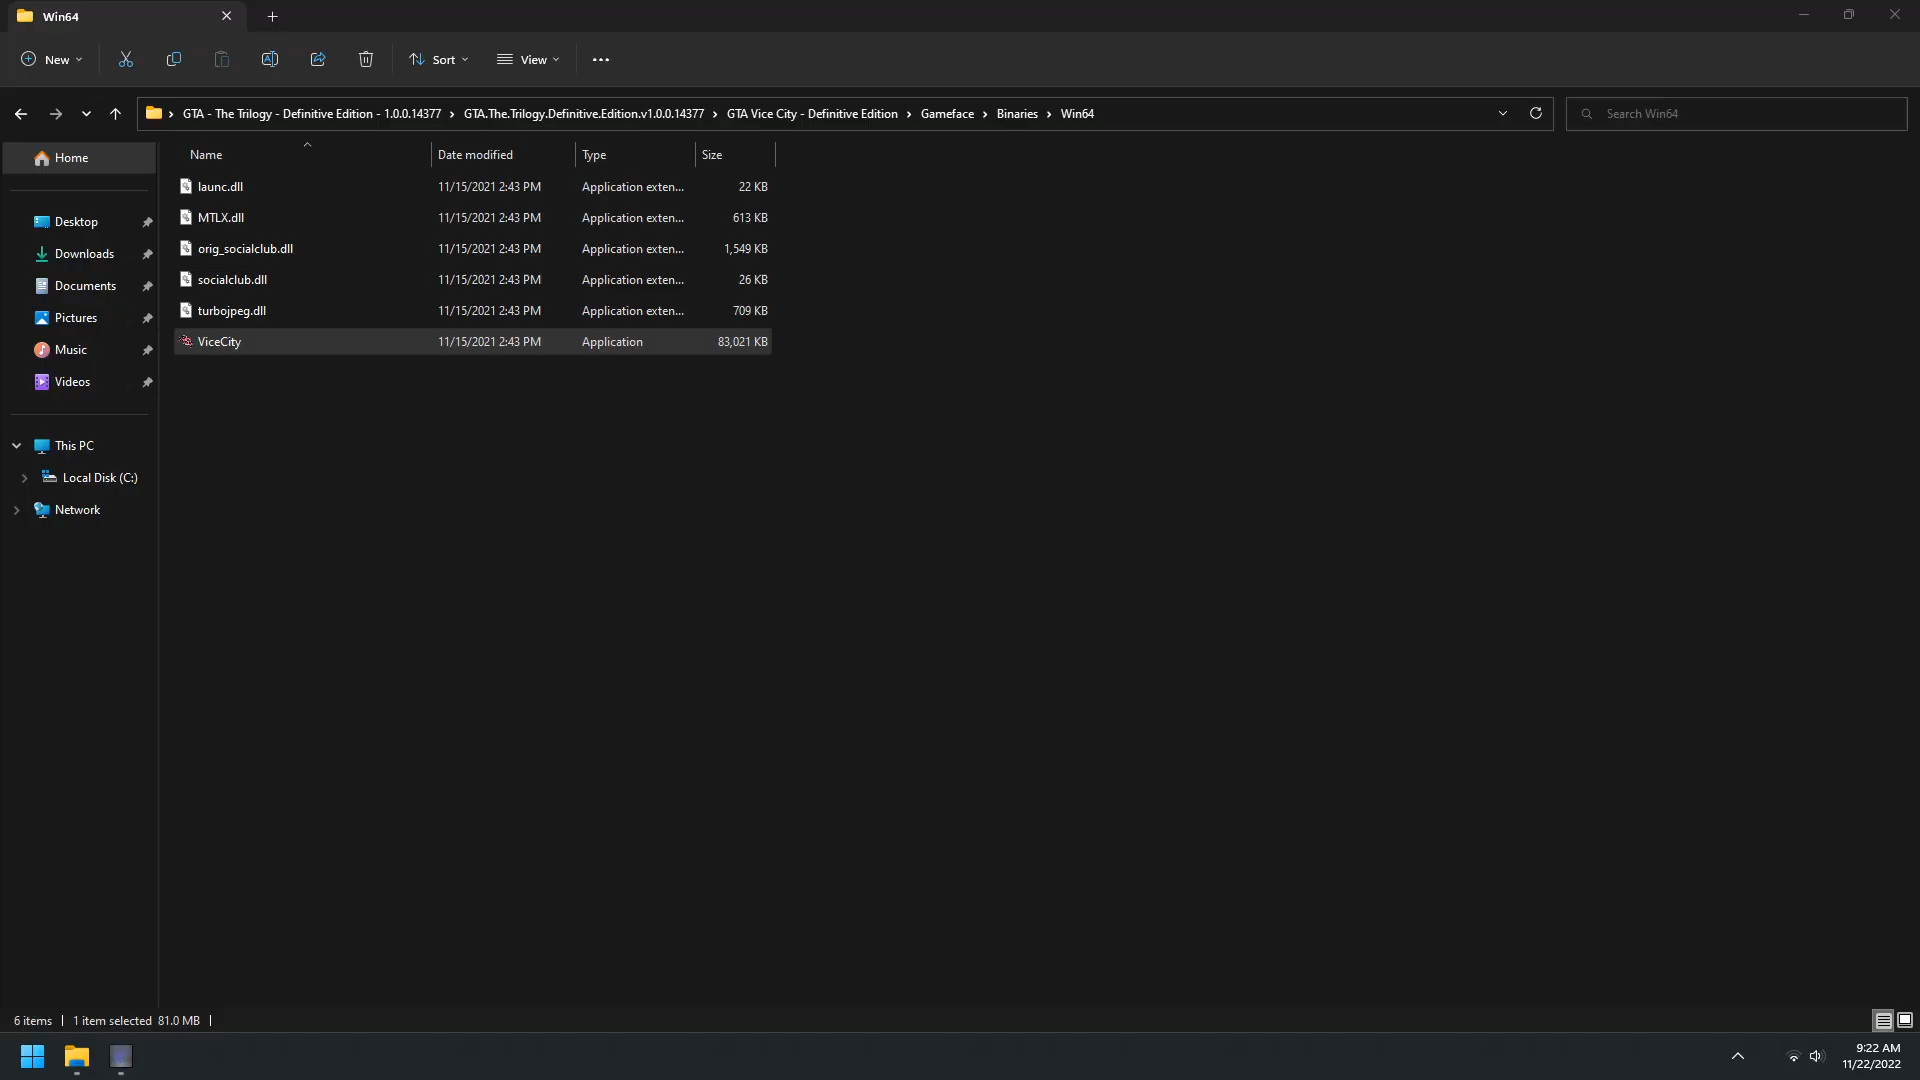 Win64
New
Sort
View
GTA - The Trilogy - Definitive Edition - 1.0.0.14377 > GTA.The.Trilogy.Definitive.Edition.v1.0.0.14377 > GTA Vice City - Definitive Edition > Gameface > Binaries > Win64
Search Win64
Home
Desktop
Downloads
Documents
Pictures
Music
Videos
This PC
Local Disk (C:)
Network
Name Date modified Type Size
launc.dll 11/15/2021 2:43 PM Application exten... 22 KB
MTLX.dll 11/15/2021 2:43 PM Application exten... 613 KB
orig_socialclub.dll 11/15/2021 2:43 PM Application exten... 1,549 KB
socialclub.dll 11/15/2021 2:43 PM Application exten... 26 KB
turbojpeg.dll 11/15/2021 2:43 PM Application exten... 709 KB
ViceCity 11/15/2021 2:43 PM Application 83,021 KB
6 items 1 item selected 81.0 MB
9:22 AM
11/22/2022